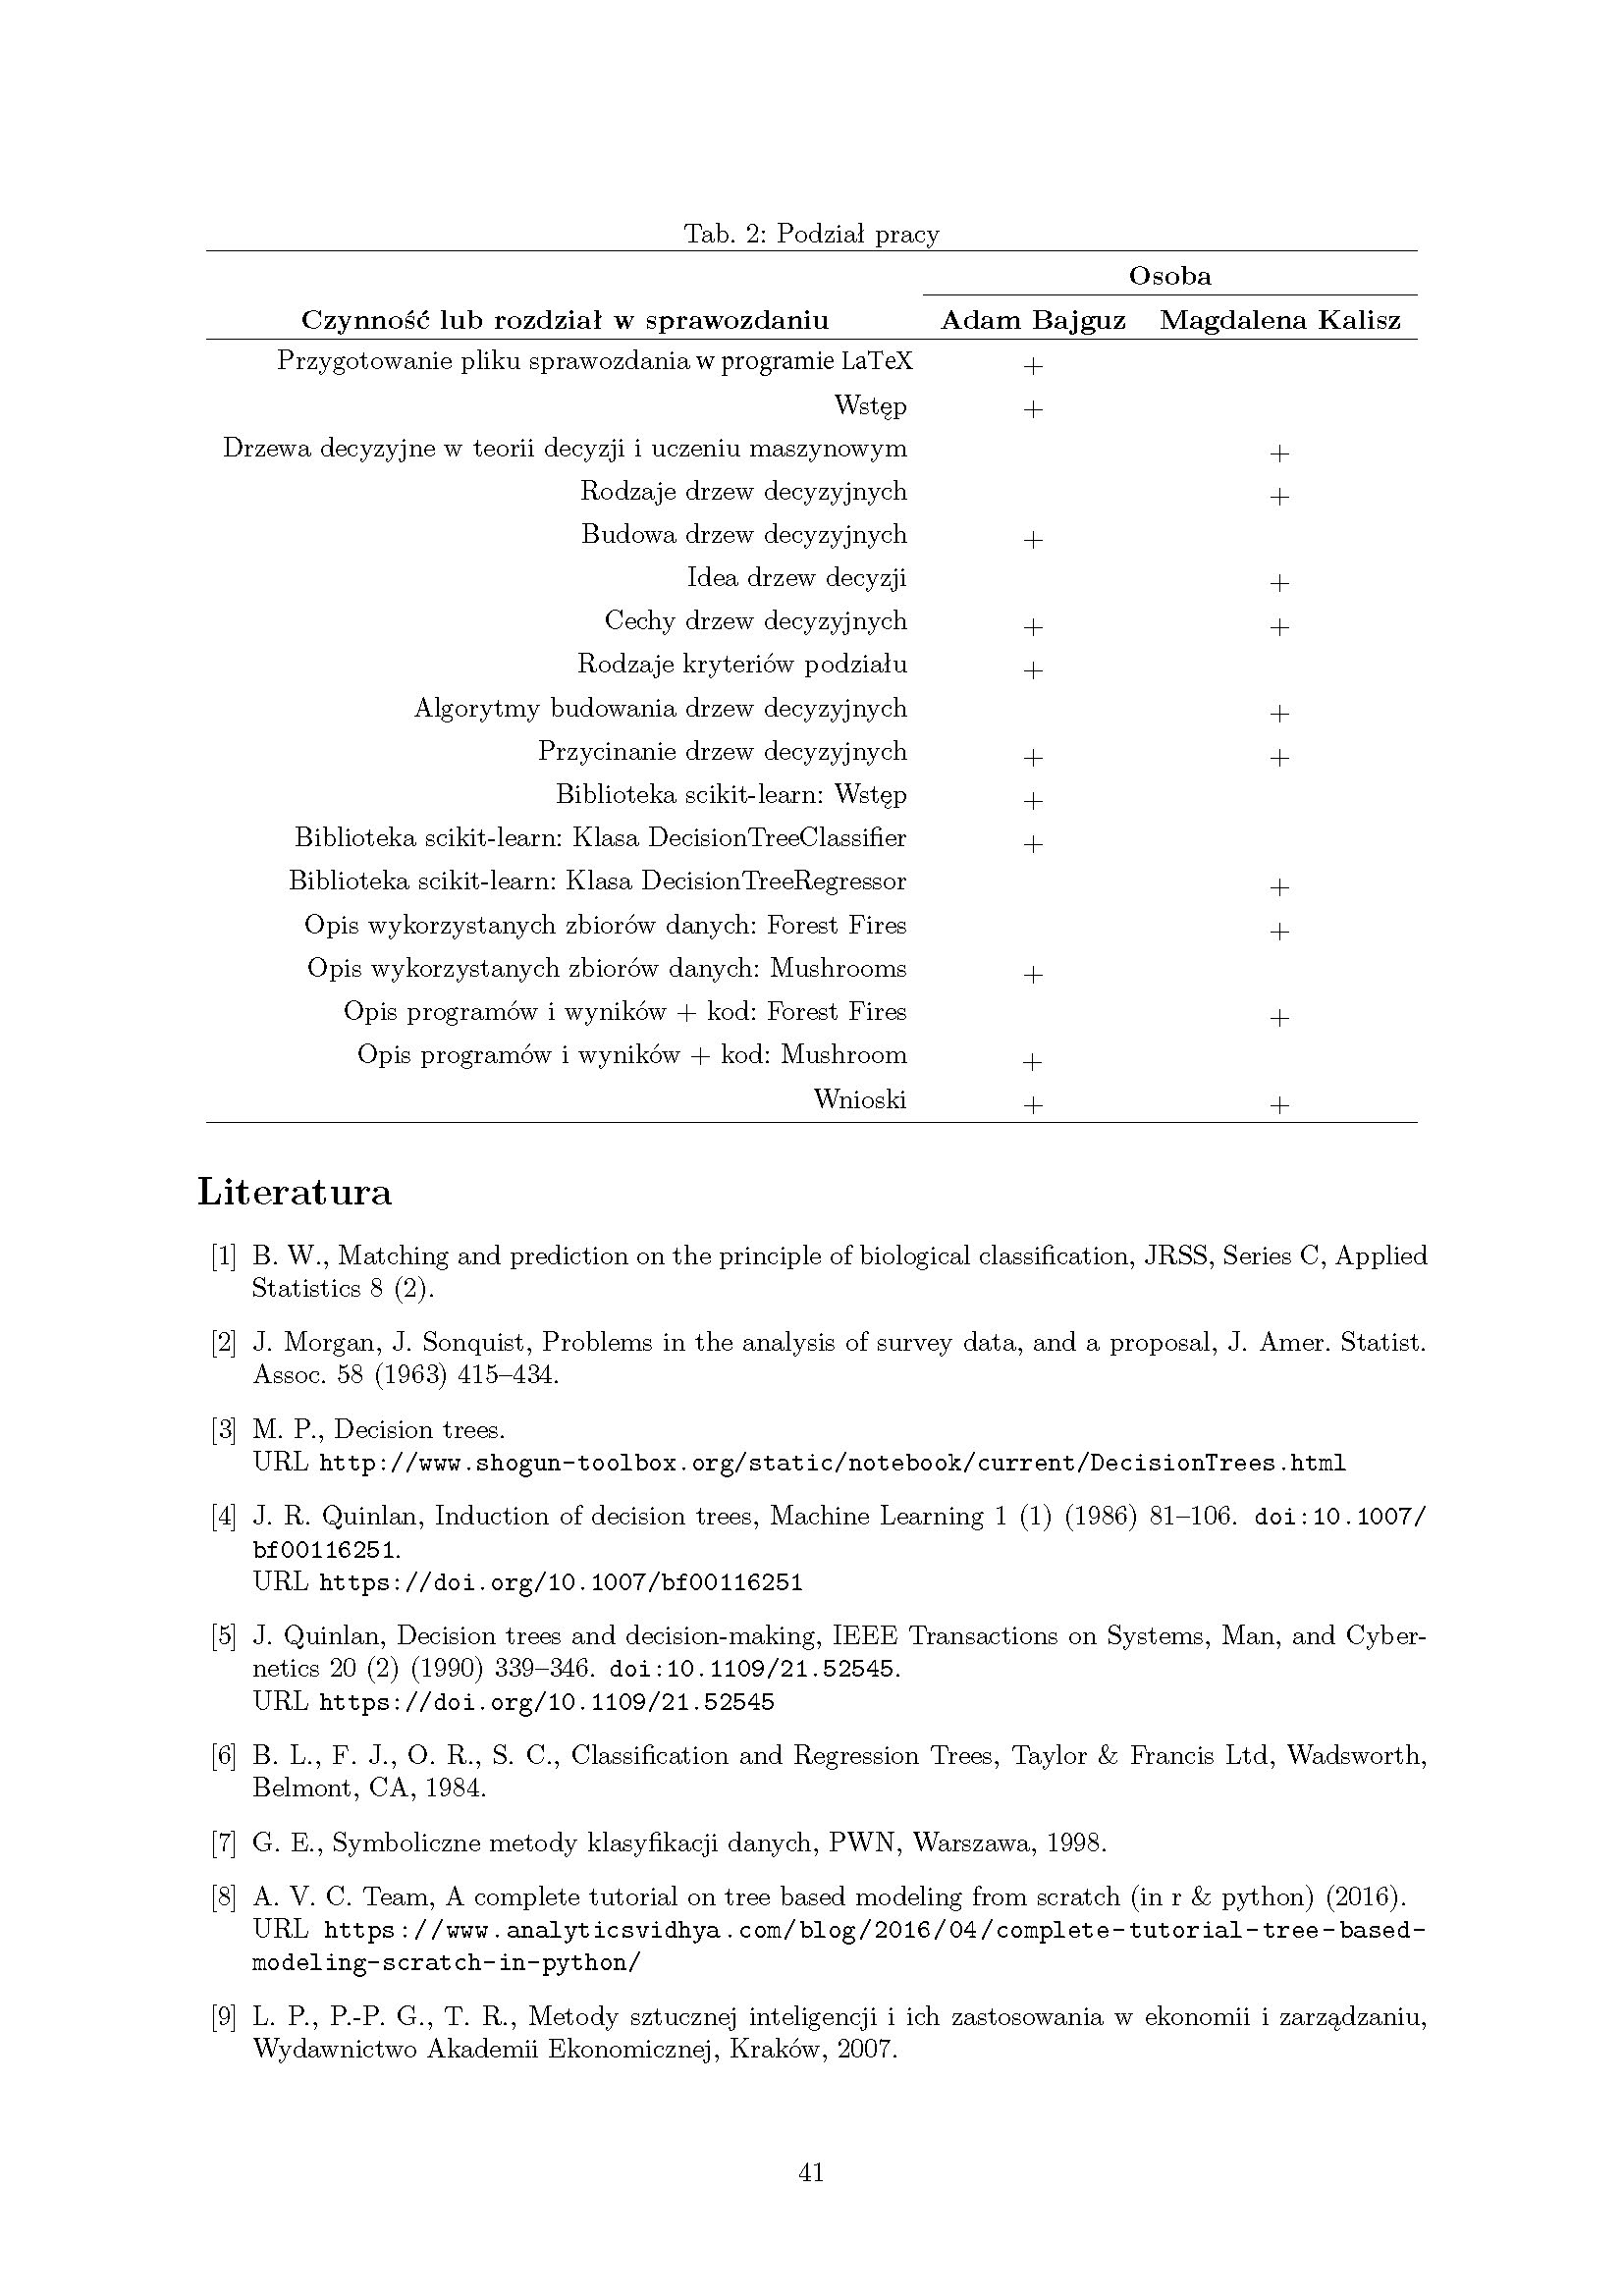 Tab. 2: Podział pracy
Osoba
Czynność lub rozdział w sprawozdaniu Adam Bajguz Magdalena Kalisz
Przygotowanie pliku sprawozdania w programie LaTeX +
Wstęp +
Drzewa decyzyjne w teorii decyzji i uczeniu maszynowym +
Rodzaje drzew decyzyjnych +
Budowa drzew decyzyjnych +
Idea drzew decyzji +
Cechy drzew decyzyjnych + +
Rodzaje kryteriów podziału +
Algorytmy budowania drzew decyzyjnych +
Przycinanie drzew decyzyjnych + +
Biblioteka scikit-learn: Wstęp +
Biblioteka scikit-learn: Klasa DecisionTreeClassifier +
Biblioteka scikit-learn: Klasa DecisionTreeRegressor +
Opis wykorzystanych zbiorów danych: Forest Fires +
Opis wykorzystanych zbiorów danych: Mushrooms +
Opis programów i wyników + kod: Forest Fires +
Opis programów i wyników + kod: Mushroom +
Wnioski + +
Literatura
[1] B. W., Matching and prediction on the principle of biological classification, JRSS, Series C, Applied
Statistics 8 (2).
[2] J. Morgan, J. Sonquist, Problems in the analysis of survey data, and a proposal, J. Amer. Statist.
Assoc. 58 (1963) 415–434.
[3] M. P., Decision trees.
URL http://www.shogun-toolbox.org/static/notebook/current/DecisionTrees.html
[4] J. R. Quinlan, Induction of decision trees, Machine Learning 1 (1) (1986) 81–106. doi:10.1007/
bf00116251.
URL https://doi.org/10.1007/bf00116251
[5] J. Quinlan, Decision trees and decision-making, IEEE Transactions on Systems, Man, and Cyber-
netics 20 (2) (1990) 339–346. doi:10.1109/21.52545.
URL https://doi.org/10.1109/21.52545
[6] B. L., F. J., O. R., S. C., Classification and Regression Trees, Taylor & Francis Ltd, Wadsworth,
Belmont, CA, 1984.
[7] G. E., Symboliczne metody klasyfikacji danych, PWN, Warszawa, 1998.
[8] A. V. C. Team, A complete tutorial on tree based modeling from scratch (in r & python) (2016).
URL https://www.analyticsvidhya.com/blog/2016/04/complete-tutorial-tree-based-
modeling-scratch-in-python/
[9] L. P., P.-P. G., T. R., Metody sztucznej inteligencji i ich zastosowania w ekonomii i zarządzaniu,
Wydawnictwo Akademii Ekonomicznej, Kraków, 2007.
41